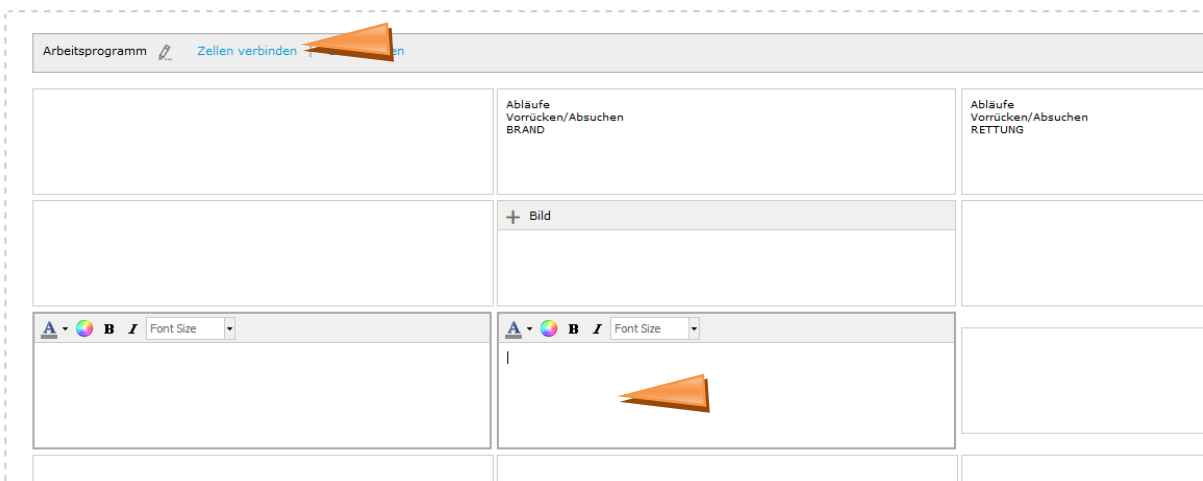 Arbeitsprogramm Zellen verbinden
Abläufe
Vorrücken/Absuchen
BRAND
Abläufe
Vorrücken/Absuchen
RETTUNG
+ Bild
A B I Font Size
A B I Font Size